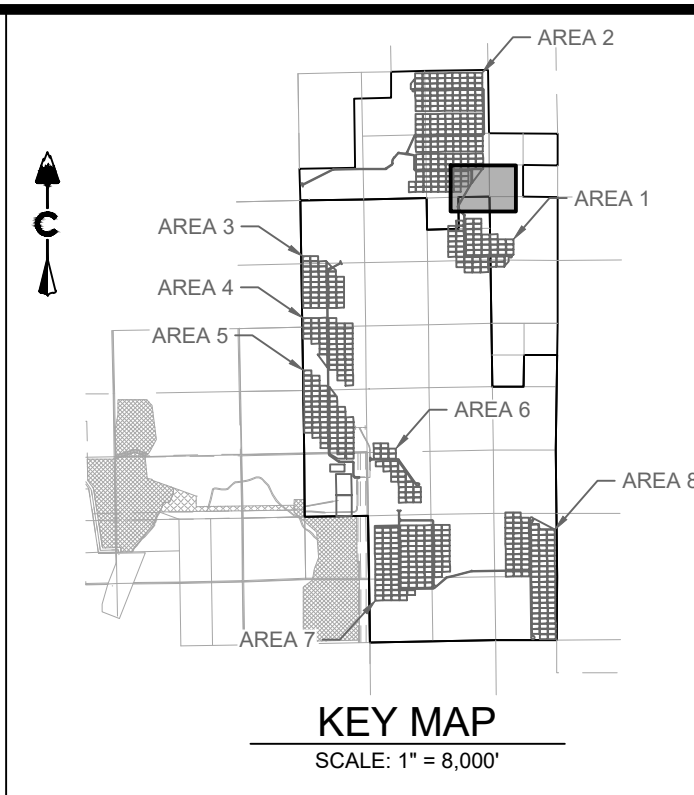 AREA 2
AREA 1
AREA 3
AREA 4
AREA 5
AREA 6
AREA 8
AREA 7
KEY MAP
SCALE: 1" = 8,000'